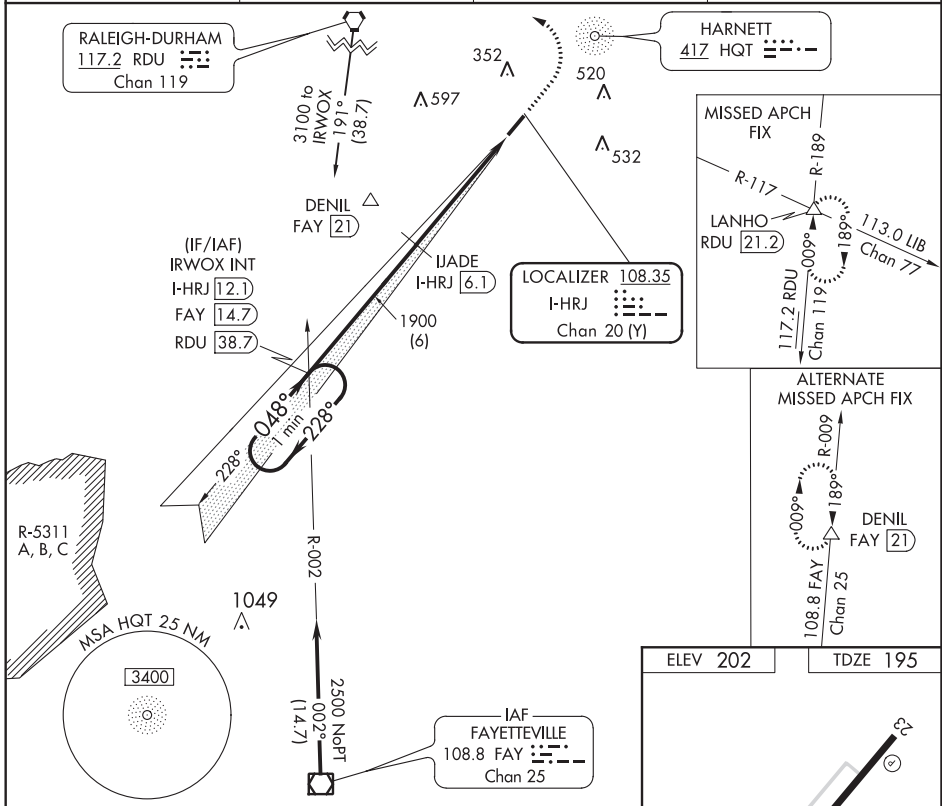 RALEIGH-DURHAM
117.2 RDU
Chan 119
3100 to
IRWOX
191°
(38.7)
352
597
520
532
HARNETT
417 HQT
DENIL
FAY 21
(IF/IAF)
IRWOX INT
I-HRJ 12.1
FAY 14.7
RDU 38.7
IJADE
I-HRJ 6.1
1900
(6)
LOCALIZER 108.35
I-HRJ
Chan 20 (Y)
048°
1 min
228°
228°
R-5311
A, B, C
R-002
1049
MSA HQT 25 NM
3400
2500 NoPT
002°
(14.7)
IAF
FAYETTEVILLE
108.8 FAY
Chan 25
MISSED APCH
FIX
R-189
R-117
LANHO
RDU 21.2
009°
189°
113.0 LIB
Chan 77
117.2 RDU
Chan 119
ALTERNATE
MISSED APCH FIX
R-009
009°
189°
DENIL
FAY 21
108.8 FAY
Chan 25
ELEV 202
TDZE 195
23
P